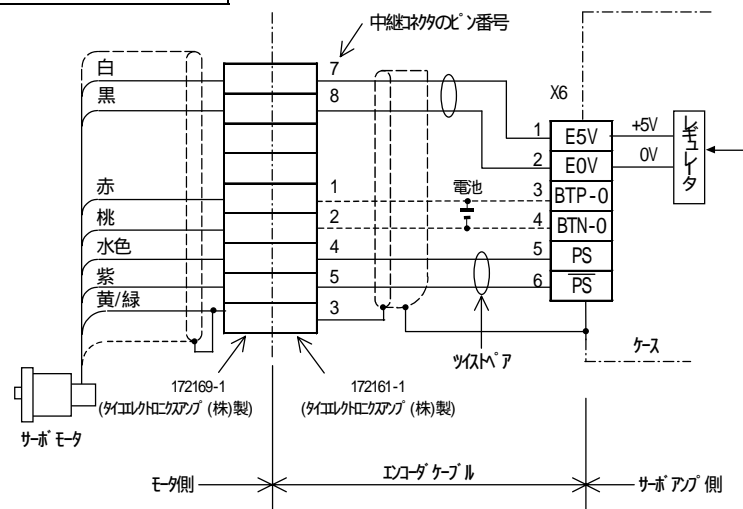 中継コネクタのピン番号
白
7
黒
8
X6
1
E5V
+5V
レギュレータ
2
E0V
0V
赤
1
電池
3
BTP-0
桃
2
4
BTN-0
水色
4
5
PS
紫
5
6
PS
黄/緑
3
ツイストペア
ケース
172169-1
(タイコエレクトロニクスアンプ (株)製)
172161-1
(タイコエレクトロニクスアンプ (株)製)
サーボモータ
モータ側
エンコーダケーブル
サーボアンプ側